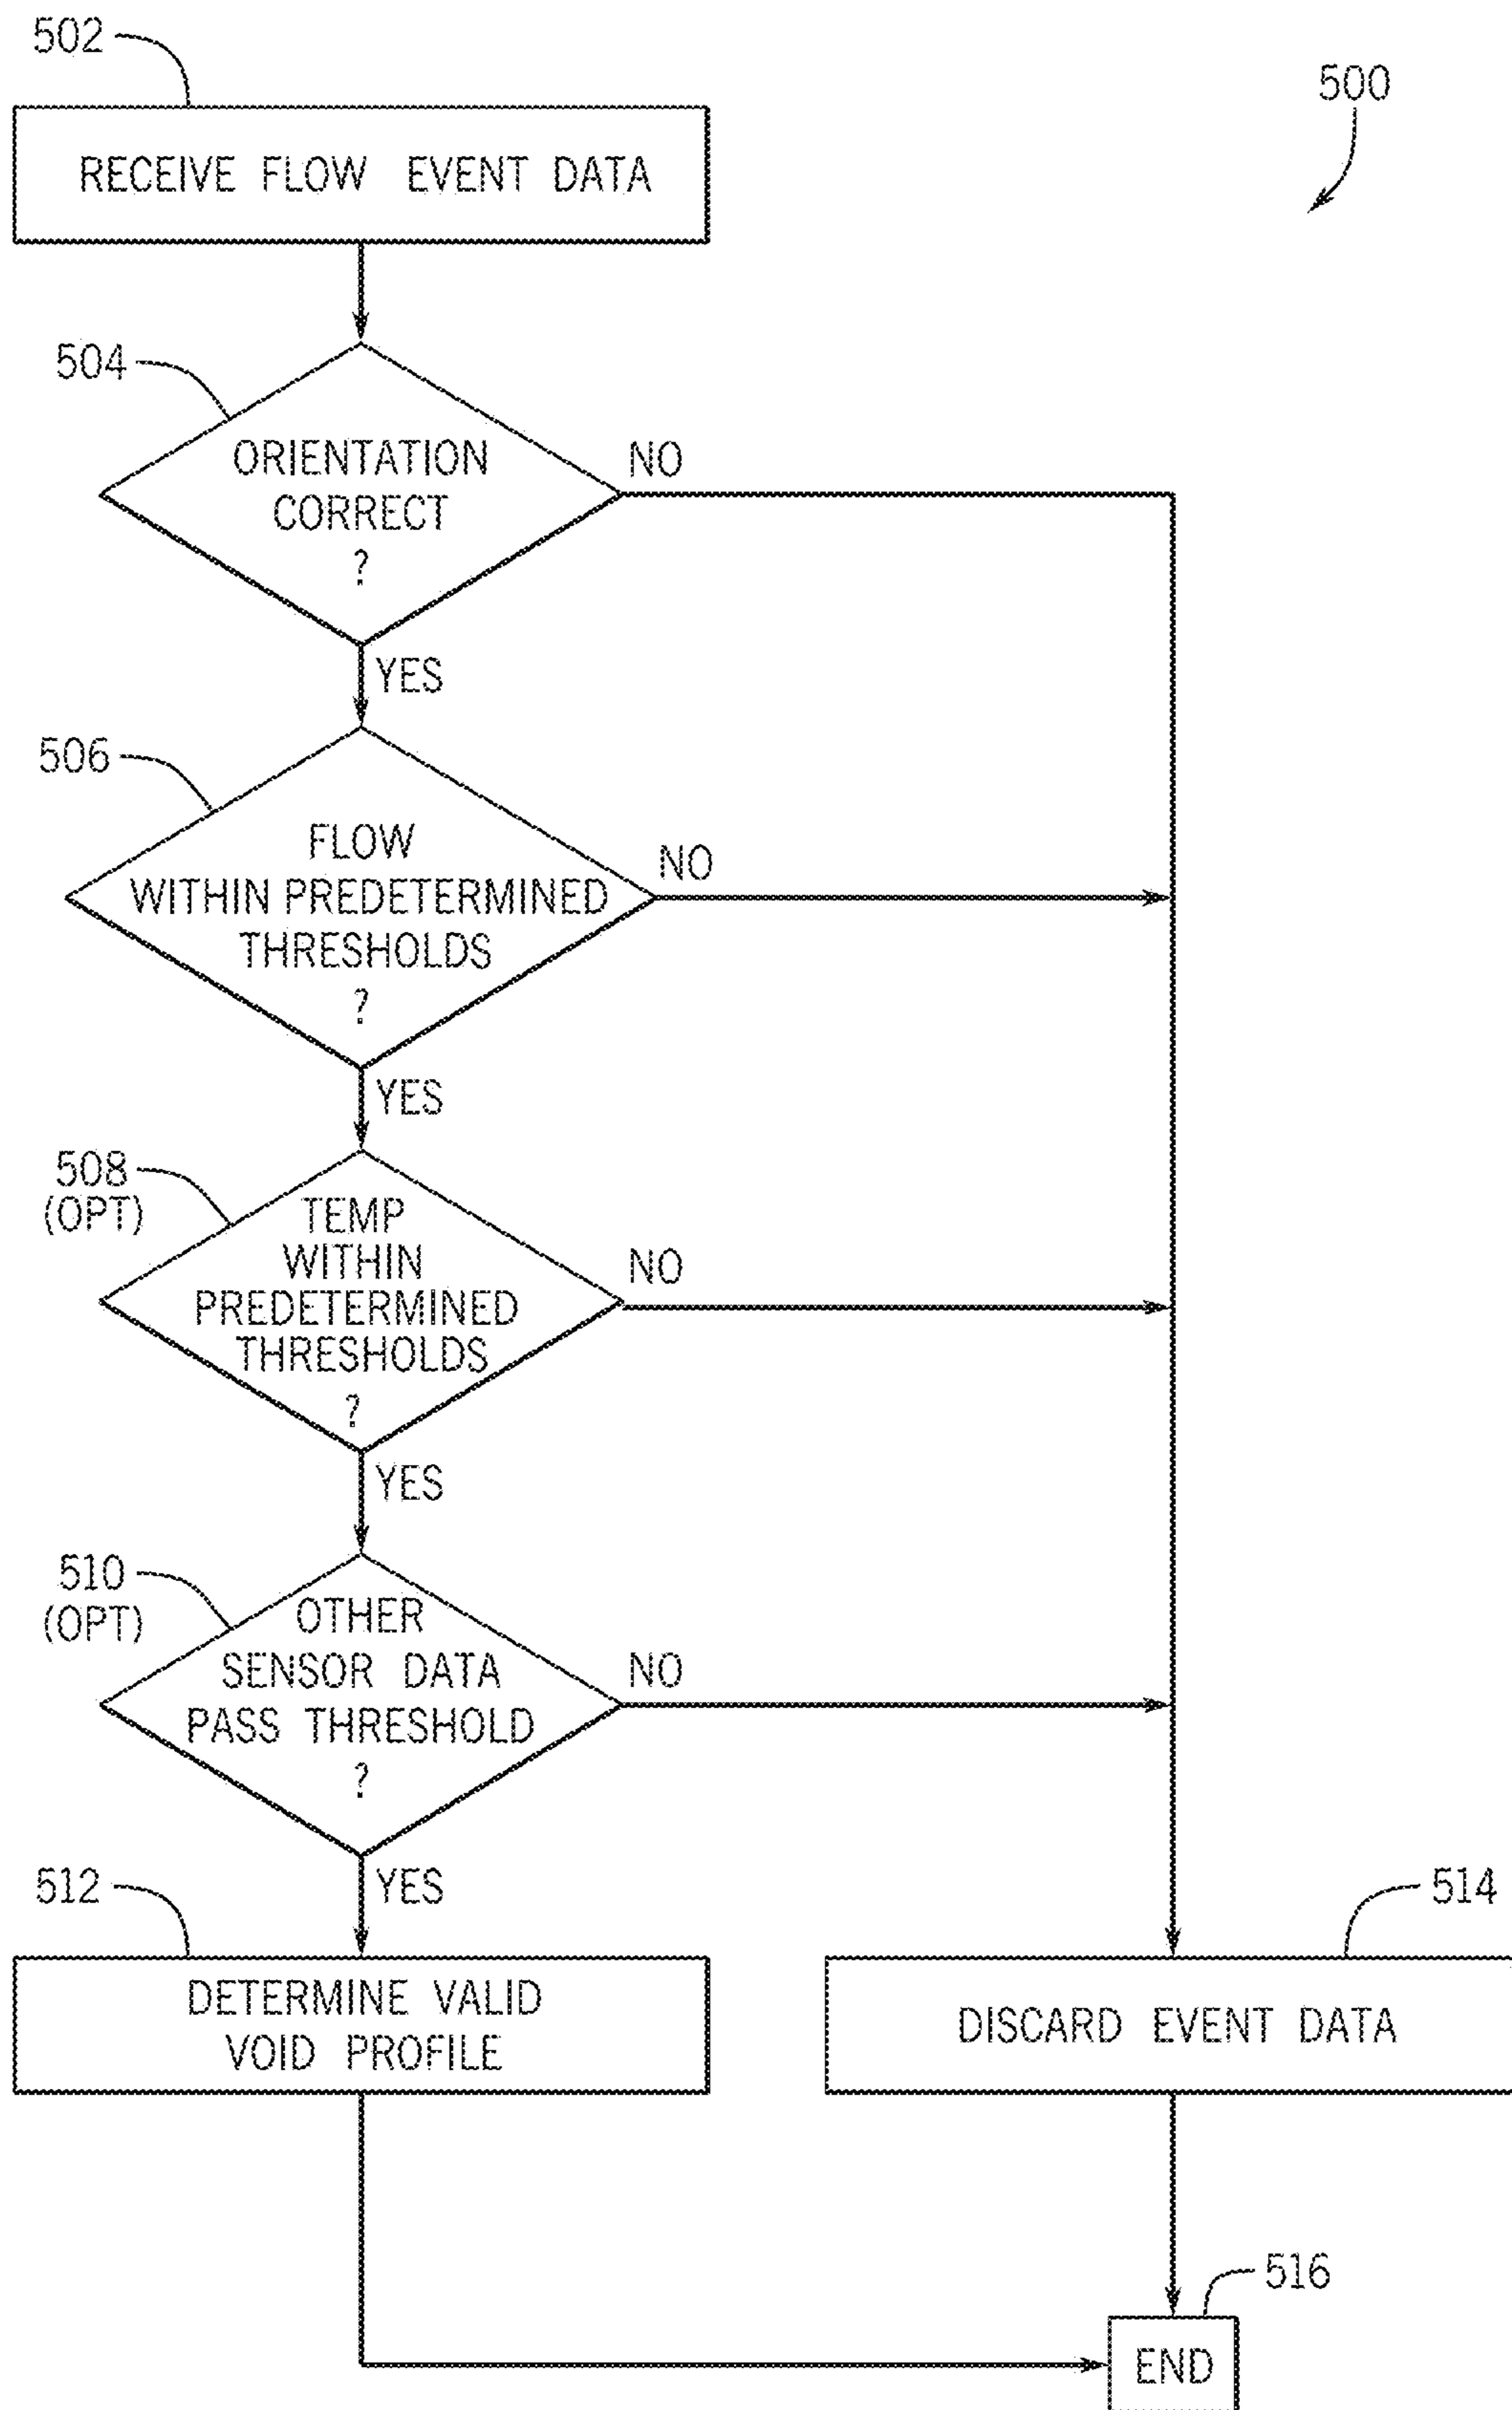 502
500
RECEIVE FLOW EVENT DATA
504
ORIENTATION
CORRECT
?
NO
YES
506
FLOW
WITHIN PREDETERMINED
THRESHOLDS
?
NO
YES
508
(OPT)
TEMP
WITHIN
PREDETERMINED
THRESHOLDS
?
NO
YES
510
(OPT)
OTHER
SENSOR DATA
PASS THRESHOLD
?
NO
YES
512
DETERMINE VALID
VOID PROFILE
514
DISCARD EVENT DATA
516
END